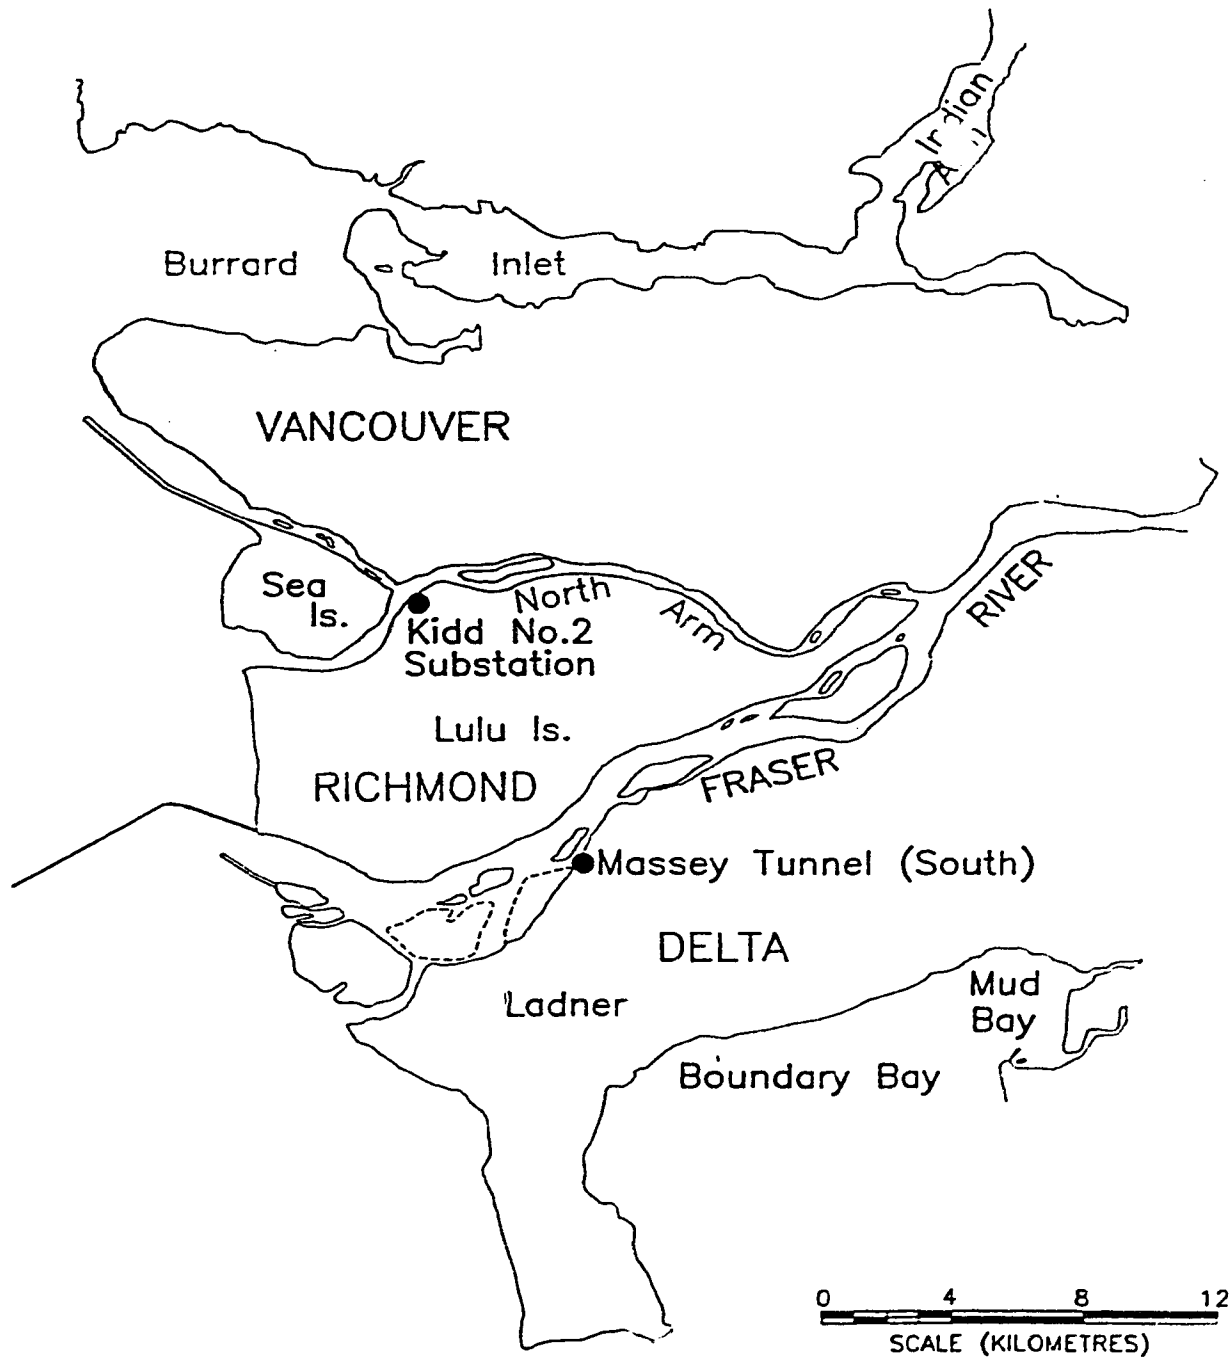 Indian
Burrard
Inlet
VANCOUVER
Sea
Is.
North
Arm
RIVER
Kidd No.2
Substation
Lulu Is.
RICHMOND
FRASER
Massey Tunnel (South)
DELTA
Mud
Bay
Ladner
Boundary Bay
0 4 8 12
SCALE (KILOMETRES)